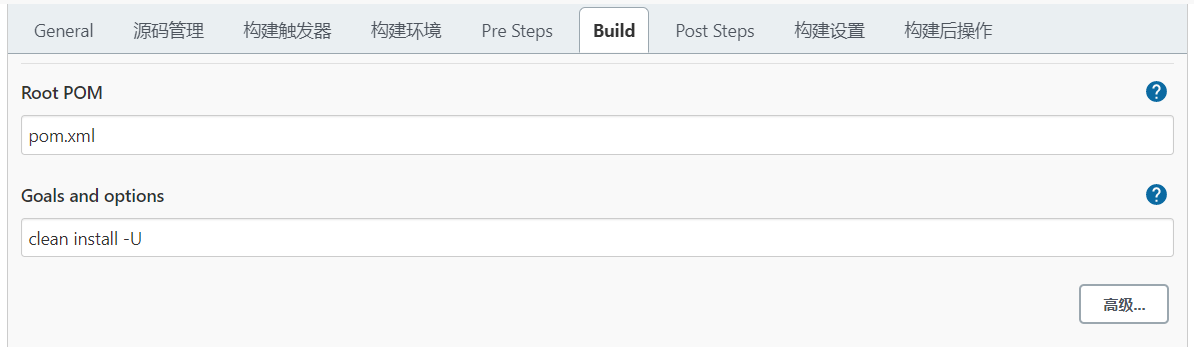 General 源码管理 构建触发器 构建环境 Pre Steps Build Post Steps 构建设置 构建后操作
Root POM ?
pom.xml
Goals and options ?
clean install -U
高级...